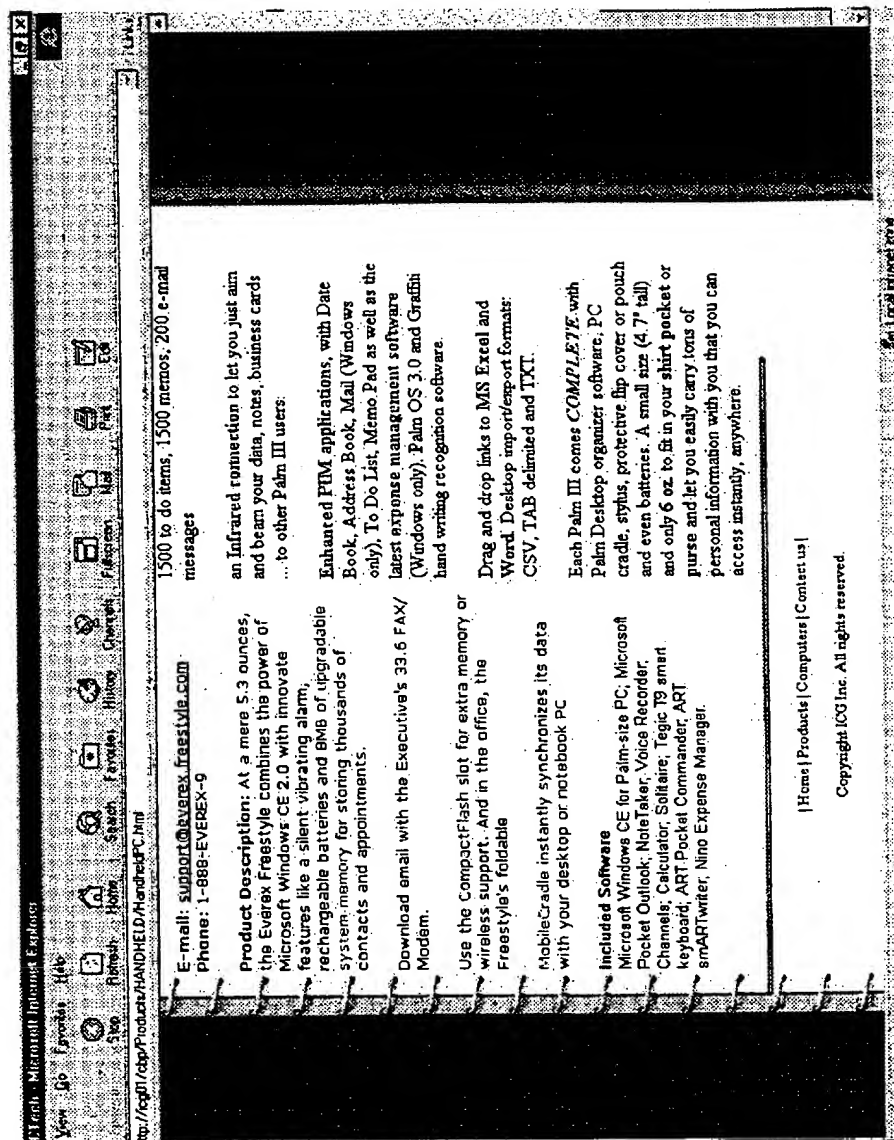 Microsoft Internet Explorer
View Go Favorites Help
Stop Refresh Home Search Favorites History Channels Fullscreen Mail Print Edit
http://icg01/cbp/Products/HANDHELD/HandheldPC.html
E-mail: support@everex.freestyle.com
Phone: 1-888-EVEREX-9
Product Description: At a mere 5.3 ounces,
the Everex Freestyle combines the power of
Microsoft Windows CE 2.0 with innovate
features like a silent vibrating alarm,
rechargeable batteries and 8MB of upgradable
system memory for storing thousands of
contacts and appointments.
Download email with the Executive's 33.6 FAX/
Modem.
Use the CompactFlash slot for extra memory or
wireless support. And in the office, the
Freestyle's foldable
MobileCradle instantly synchronizes its data
with your desktop or notebook PC
Included Software
Microsoft Windows CE for Palm-size PC; Microsoft
Pocket Outlook; NoteTaker; Voice Recorder;
Channels; Calculator; Solitaire; Tegic T9 smart
keyboard; ART Pocket Commander; ART
smARTwriter; Nino Expense Manager.
1500 to do items, 1500 memos, 200 e-mail
messages
an Infrared connection to let you just aim
and beam your data, notes, business cards
... to other Palm III users.
Enhanced PIM applications, with Date
Book, Address Book, Mail (Windows
only), To Do List, Memo Pad as well as the
latest expense management software
(Windows only). Palm OS 3.0 and Graffiti
hand writing recognition software.
Drag and drop links to MS Excel and
Word. Desktop import/export formats:
CSV, TAB delimited and TXT.
Each Palm III comes COMPLETE with
Palm Desktop organizer software, PC
cradle, stylus, protective flip cover or pouch
and even batteries. A small size (4.7" tall)
and only 6 oz. to fit in your shirt pocket or
purse and let you easily carry tons of
personal information with you that you can
access instantly, anywhere.
| Home | Products | Computers | Contact us |
Copyright ICG Inc. All rights reserved.
Local intranet zone